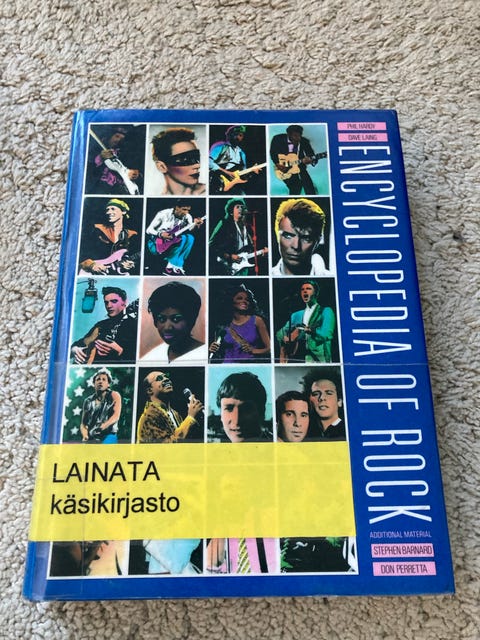 PHIL HARDY
DAVE LAING
ENCYCLOPEDIA OF ROCK
ADDITIONAL MATERIAL
STEPHEN BARNARD
DON PERRETTA
LAINATA
käsikirjasto